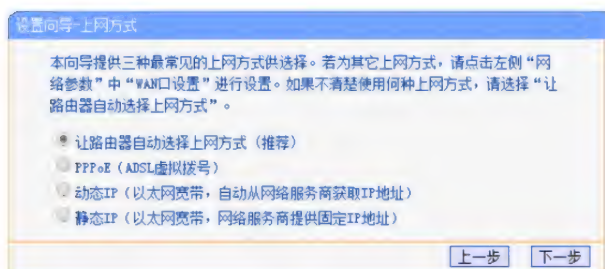 设置向导-上网方式
本向导提供三种最常见的上网方式供选择。若为其它上网方式，请点击左侧“网
络参数”中“WAN口设置”进行设置。如果不清楚使用何种上网方式，请选择“让
路由器自动选择上网方式”。
让路由器自动选择上网方式（推荐）
PPPoE（ADSL虚拟拨号）
动态IP（以太网宽带，自动从网络服务商获取IP地址）
静态IP（以太网宽带，网络服务商提供固定IP地址）
上一步 下一步